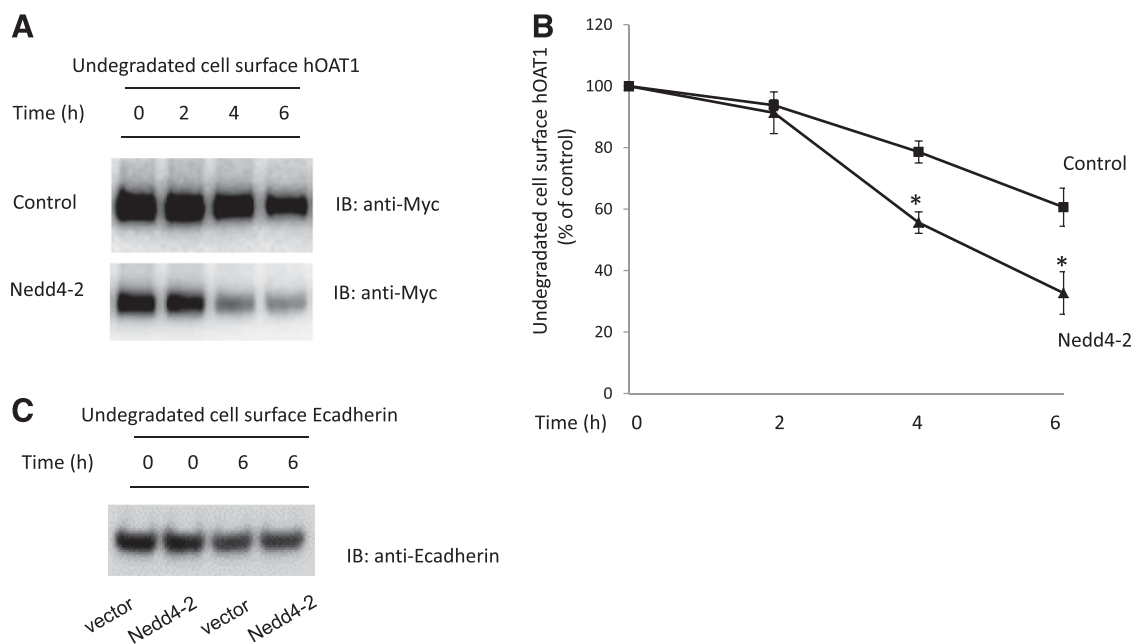 A
Undegradated cell surface hOAT1
Time (h) 0 2 4 6
Control IB: anti-Myc
Nedd4-2 IB: anti-Myc
B
Undegradated cell surface hOAT1
(% of control)
120
100
80
60
40
20
0
Control
*
*
Nedd4-2
Time (h) 0 2 4 6
C
Undegradated cell surface Ecadherin
Time (h) 0 0 6 6
IB: anti-Ecadherin
vector Nedd4-2 vector Nedd4-2